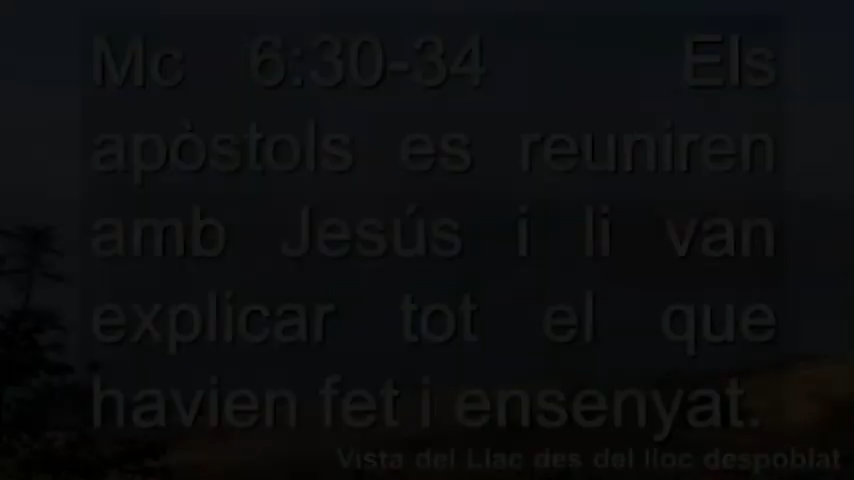 Mc 6:30-34 Els
apòstols es reuniren
amb Jesús i li van
explicar tot el que
havien fet i ensenyat.
Vista del Llac des del lloc despoblat